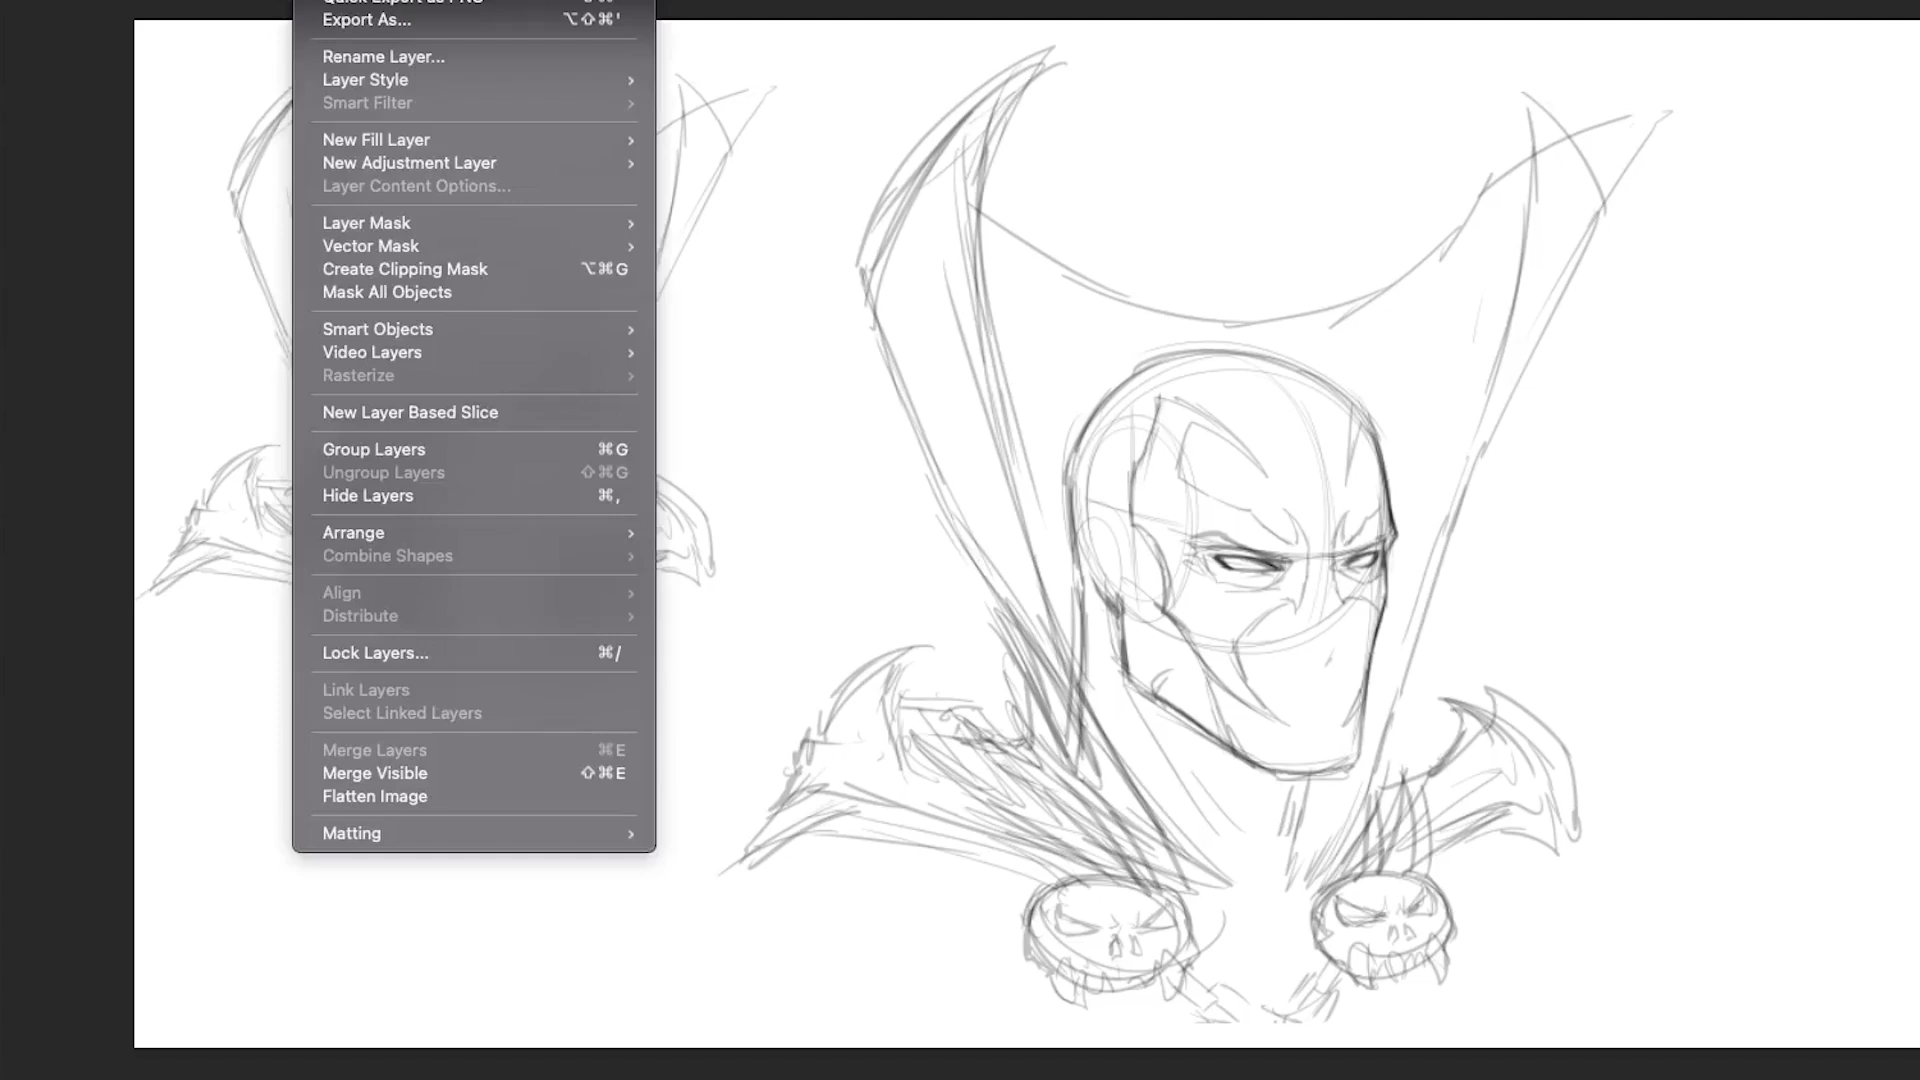 Export As... ⌥⇧⌘'
Rename Layer...
Layer Style
Smart Filter
New Fill Layer
New Adjustment Layer
Layer Content Options...
Layer Mask
Vector Mask
Create Clipping Mask ⌥⌘G
Mask All Objects
Smart Objects
Video Layers
Rasterize
New Layer Based Slice
Group Layers ⌘G
Ungroup Layers ⇧⌘G
Hide Layers ⌘,
Arrange
Combine Shapes
Align
Distribute
Lock Layers... ⌘/
Link Layers
Select Linked Layers
Merge Layers ⌘E
Merge Visible ⇧⌘E
Flatten Image
Matting